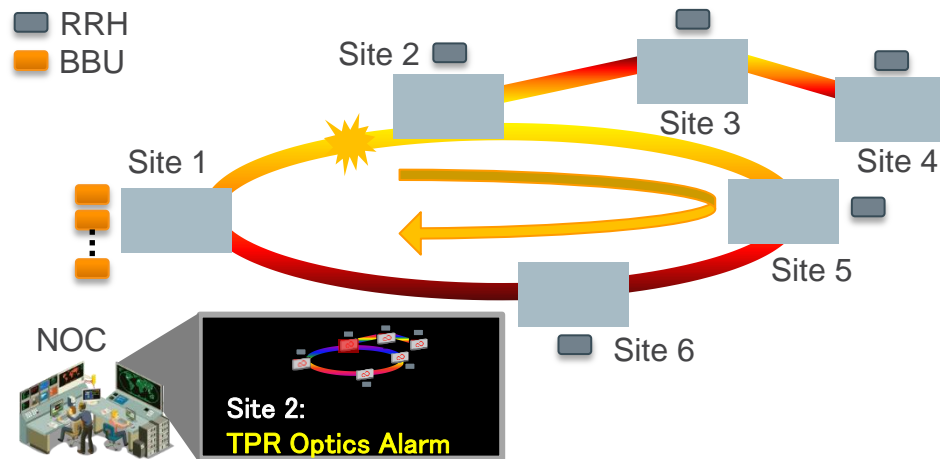 RRH
BBU
Site 2
Site 3
Site 4
Site 1
Site 5
Site 6
NOC
Site 2:
TPR Optics Alarm